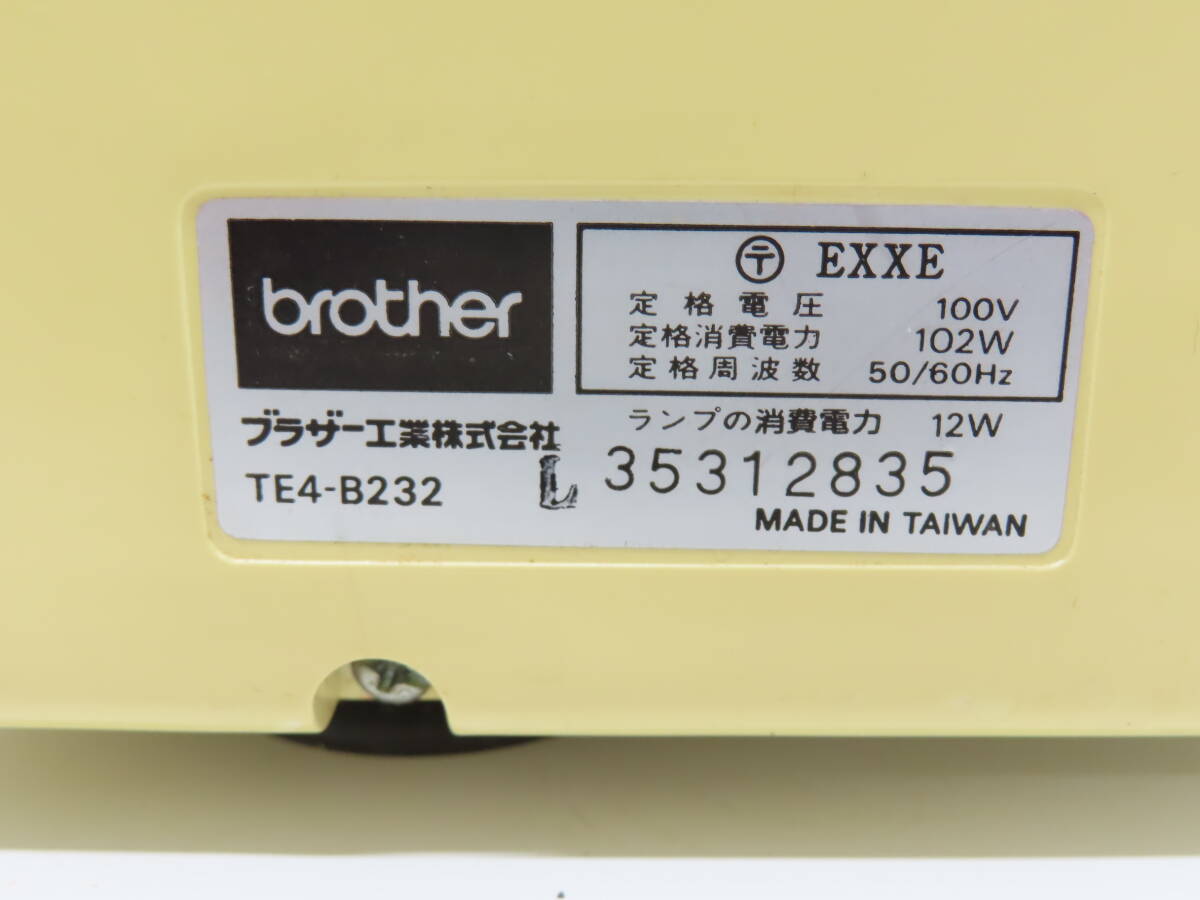 brother
〒 EXXE
定格電圧 100V
定格消費電力 102W
定格周波数 50/60Hz
ランプの消費電力 12W
ブラザー工業株式会社
TE4-B232 L 35312835
MADE IN TAIWAN